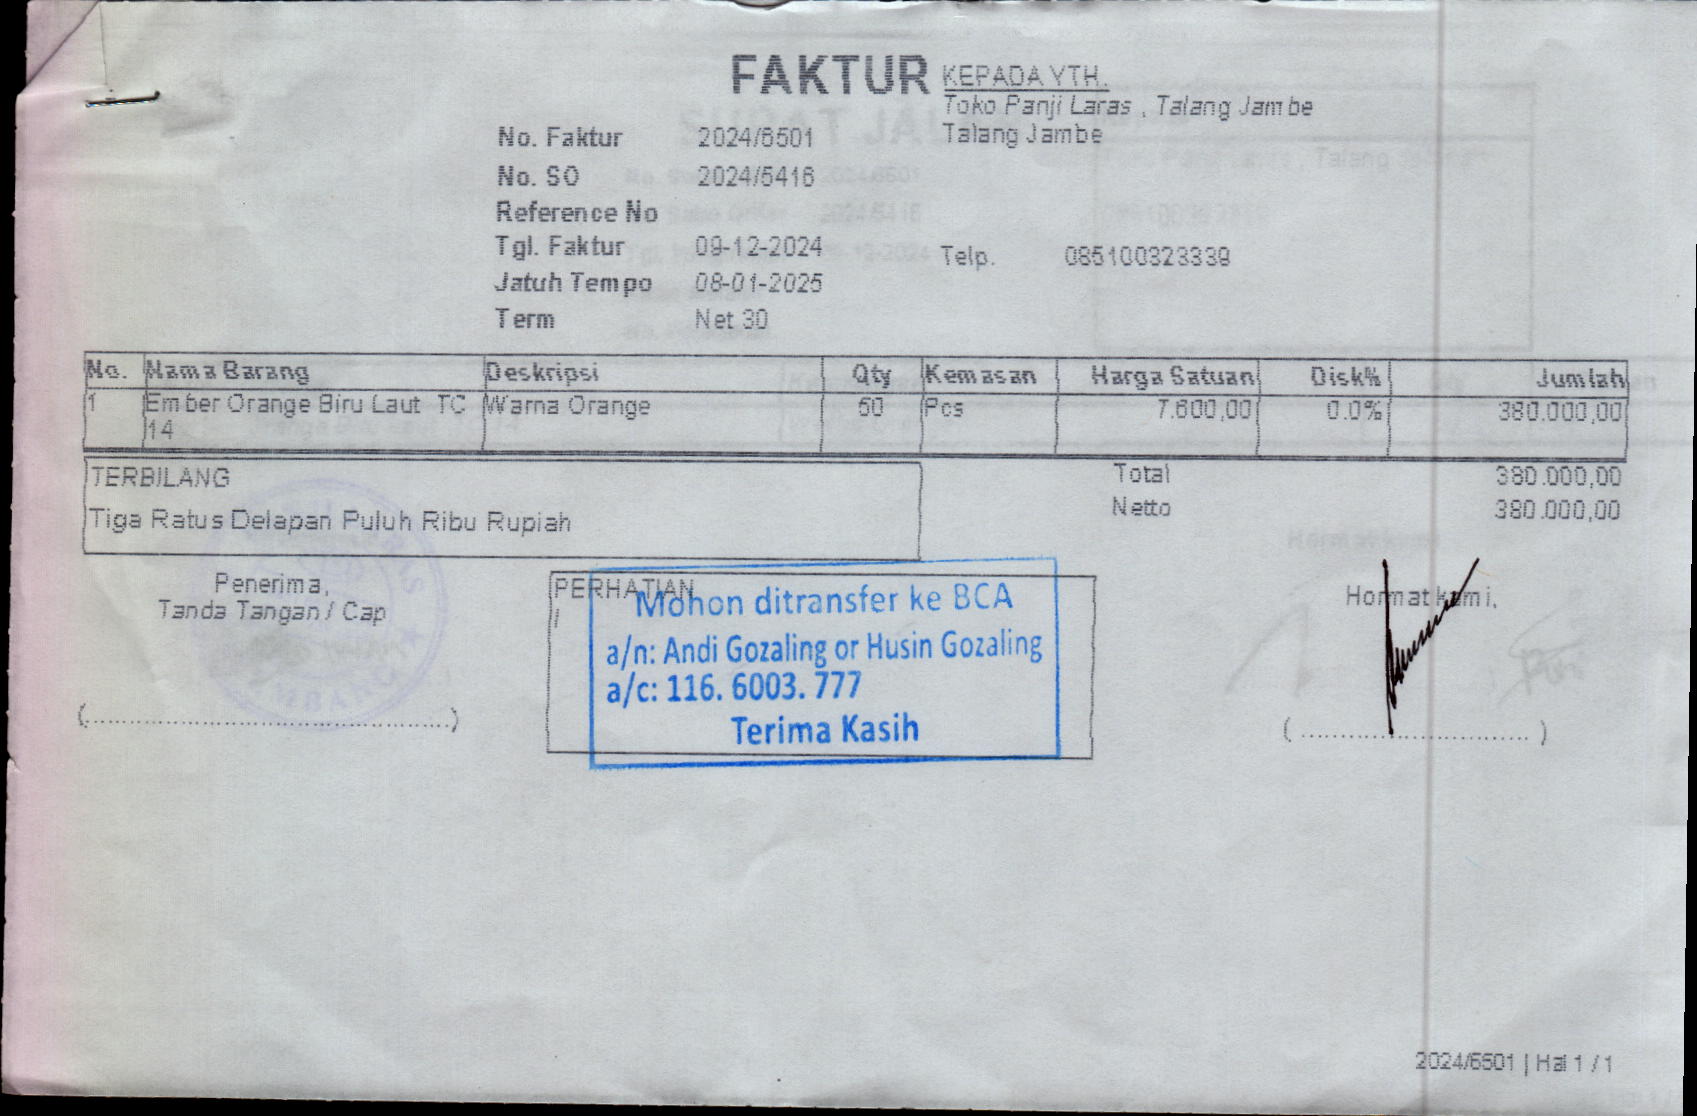 FAKTUR
KEPADA YTH.
Toko Panji Laras , Talang Jambe
Talang Jambe
No. Faktur 2024/6501
No. SO 2024/5416
Reference No
Tgl. Faktur 09-12-2024
Telp. 085100323339
Jatuh Tempo 08-01-2025
Term Net 30
No. Nama Barang Deskripsi Qty Kemasan Harga Satuan Disk% Jumlah
1 Ember Orange Biru Laut TC Warna Orange 50 Pcs 7.600,00 0.0% 380.000,00
14
TERBILANG
Total 380.000,00
Tiga Ratus Delapan Puluh Ribu Rupiah
Netto 380.000,00
Penerima,
Tanda Tangan / Cap
PERHATIAN
Mohon ditransfer ke BCA
a/n: Andi Gozaling or Husin Gozaling
a/c: 116. 6003. 777
Terima Kasih
Hormat kami,
(................................................)
( .............................. )
2024/6501 | Hal 1 / 1